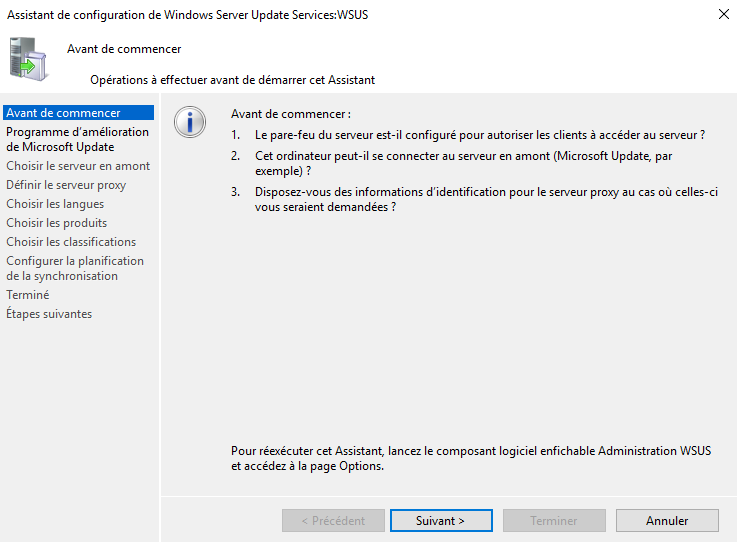 Assistant de configuration de Windows Server Update Services:WSUS
Avant de commencer
Opérations à effectuer avant de démarrer cet Assistant
Avant de commencer
Programme d’amélioration
de Microsoft Update
Choisir le serveur en amont
Définir le serveur proxy
Choisir les langues
Choisir les produits
Choisir les classifications
Configurer la planification
de la synchronisation
Terminé
Étapes suivantes
Avant de commencer :
1. Le pare-feu du serveur est-il configuré pour autoriser les clients à accéder au serveur ?
2. Cet ordinateur peut-il se connecter au serveur en amont (Microsoft Update, par
exemple) ?
3. Disposez-vous des informations d’identification pour le serveur proxy au cas où celles-ci
vous seraient demandées ?
Pour réexécuter cet Assistant, lancez le composant logiciel enfichable Administration WSUS
et accédez à la page Options.
< Précédent Suivant > Terminer Annuler